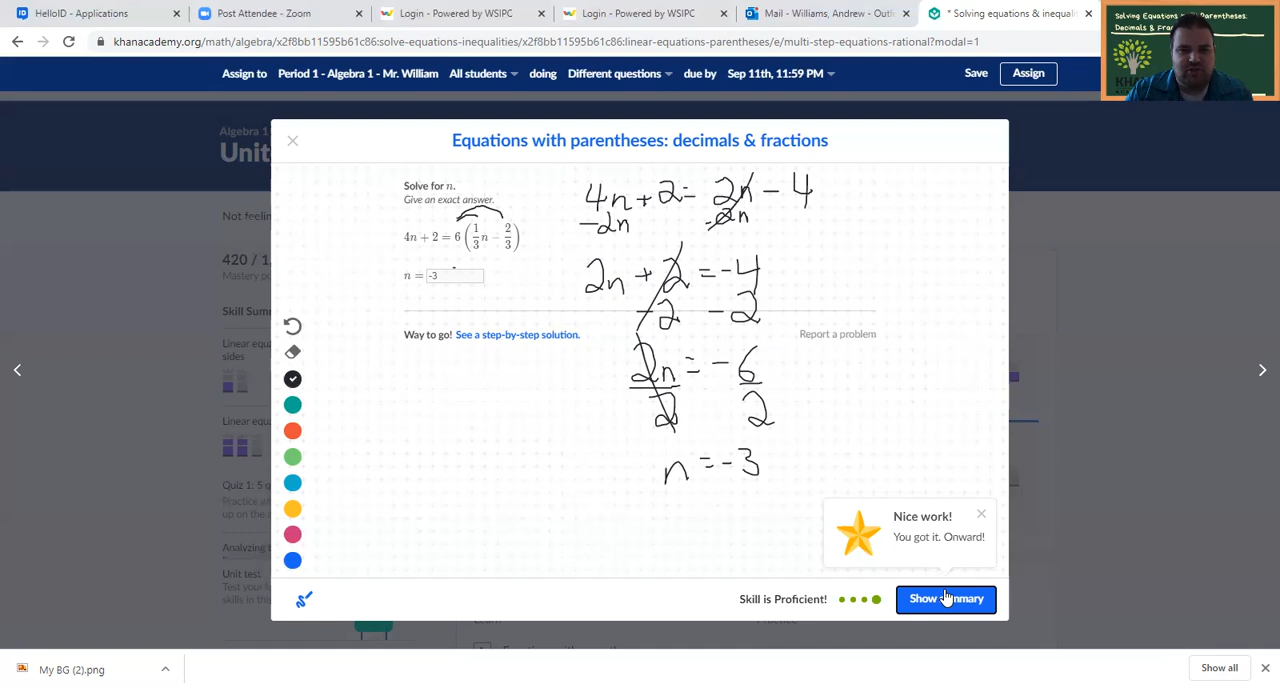 HelloID - Applications
Post Attendee - Zoom
Login - Powered by WSIPC
Login - Powered by WSIPC
Mail - Williams, Andrew - Outl
* Solving equations & inequali
khanacademy.org/math/algebra/x2f8bb11595b61c86:solve-equations-inequalities/x2f8bb11595b61c86:linear-equations-parentheses/e/multi-step-equations-rational?modal=1
Solving Equations with Parentheses:
Decimals & Fractions
Assign to Period 1 - Algebra 1 - Mr. William All students doing Different questions due by Sep 11th, 11:59 PM Save Assign
Algebra 1
Unit
Equations with parentheses: decimals & fractions
Solve for n.
Give an exact answer.
4n + 2 = 6(1/3 n - 2/3)
n = -3
4n + 2 = 2n - 4
-2n -2n
2n + 2 = -4
-2 -2
2n = -6
2 2
n = -3
Way to go! See a step-by-step solution.
Report a problem
Not feelin
420 / 1
Mastery po
Skill Summ
Linear equ
sides
Linear equ
Quiz 1: 5 q
Practice w
up on the
Analyzing t
Unit test
Test your
skills in this
Nice work!
You got it. Onward!
Skill is Proficient!
Show summary
My BG (2).png
Show all